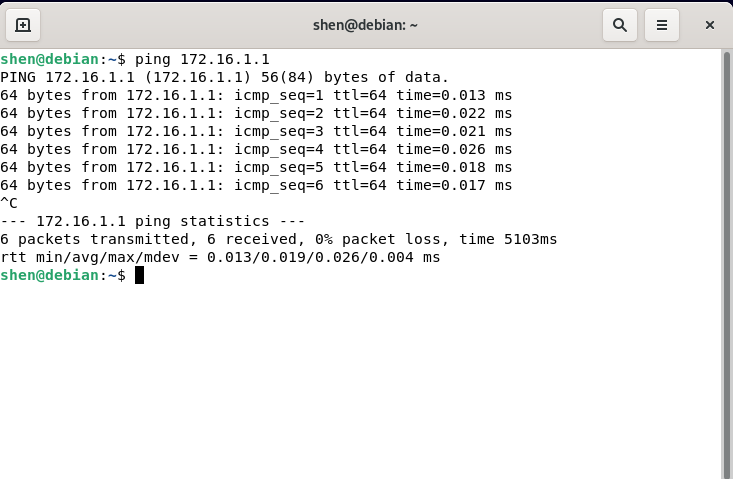 shen@debian: ~
shen@debian:~$ ping 172.16.1.1
PING 172.16.1.1 (172.16.1.1) 56(84) bytes of data.
64 bytes from 172.16.1.1: icmp_seq=1 ttl=64 time=0.013 ms
64 bytes from 172.16.1.1: icmp_seq=2 ttl=64 time=0.022 ms
64 bytes from 172.16.1.1: icmp_seq=3 ttl=64 time=0.021 ms
64 bytes from 172.16.1.1: icmp_seq=4 ttl=64 time=0.026 ms
64 bytes from 172.16.1.1: icmp_seq=5 ttl=64 time=0.018 ms
64 bytes from 172.16.1.1: icmp_seq=6 ttl=64 time=0.017 ms
^C
--- 172.16.1.1 ping statistics ---
6 packets transmitted, 6 received, 0% packet loss, time 5103ms
rtt min/avg/max/mdev = 0.013/0.019/0.026/0.004 ms
shen@debian:~$